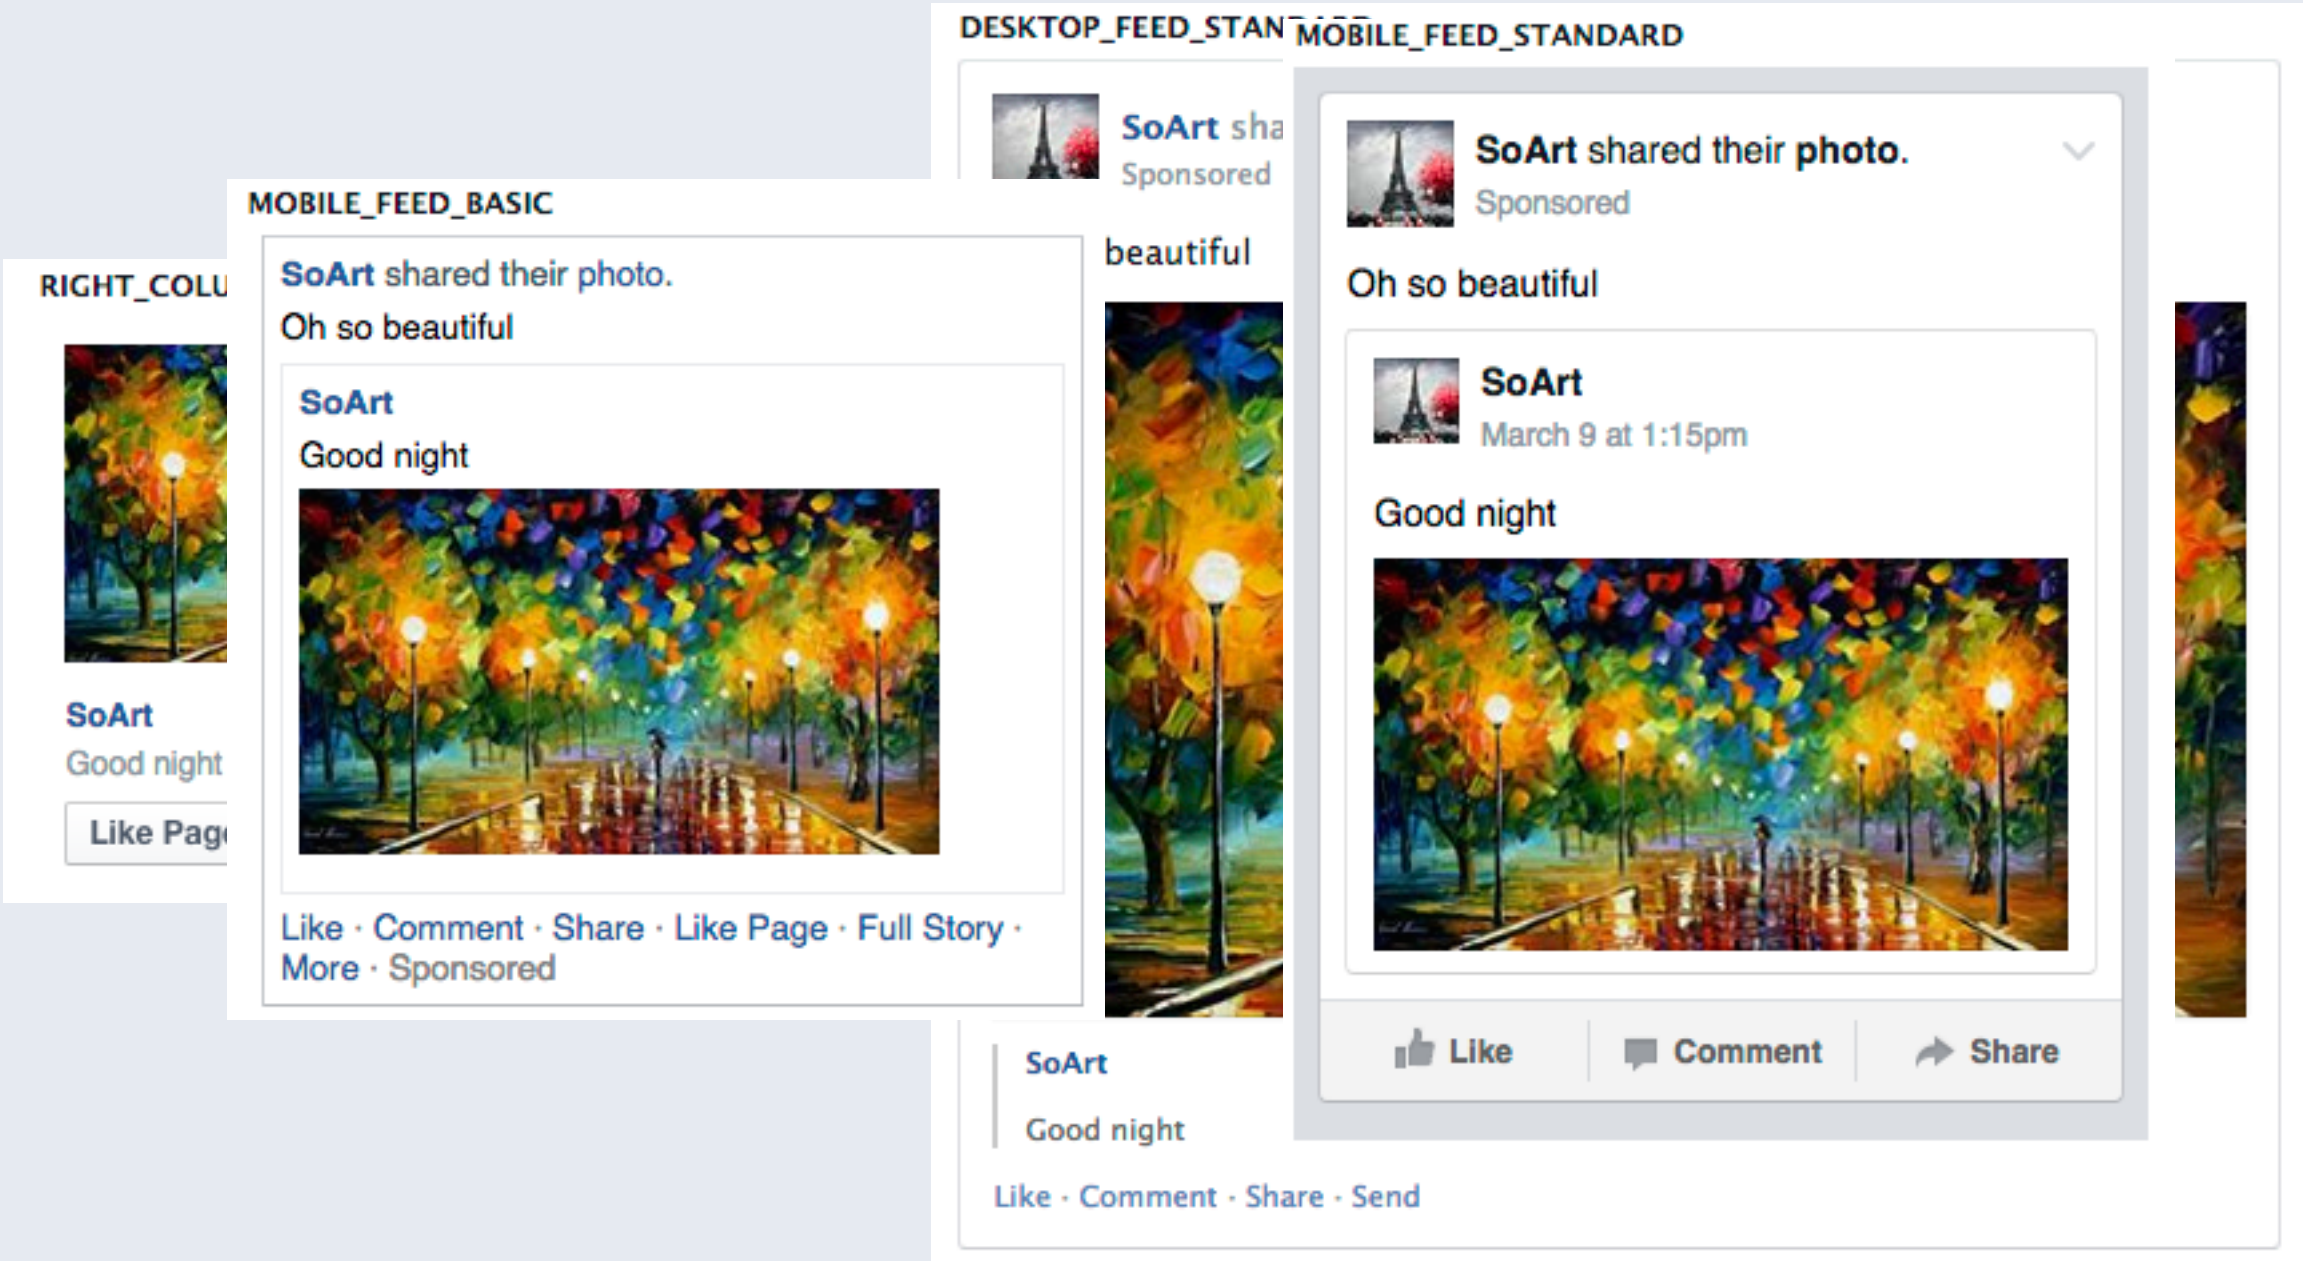 RIGHT_COLU
SoArt
Good night
Like Page
MOBILE_FEED_BASIC
SoArt shared their photo.
Oh so beautiful
SoArt
Good night
Like · Comment · Share · Like Page · Full Story ·
More · Sponsored
DESKTOP_FEED_STAN
SoArt sha
Sponsored
beautiful
SoArt
Good night
Like · Comment · Share · Send
MOBILE_FEED_STANDARD
SoArt shared their photo.
Sponsored
Oh so beautiful
SoArt
March 9 at 1:15pm
Good night
Like
Comment
Share